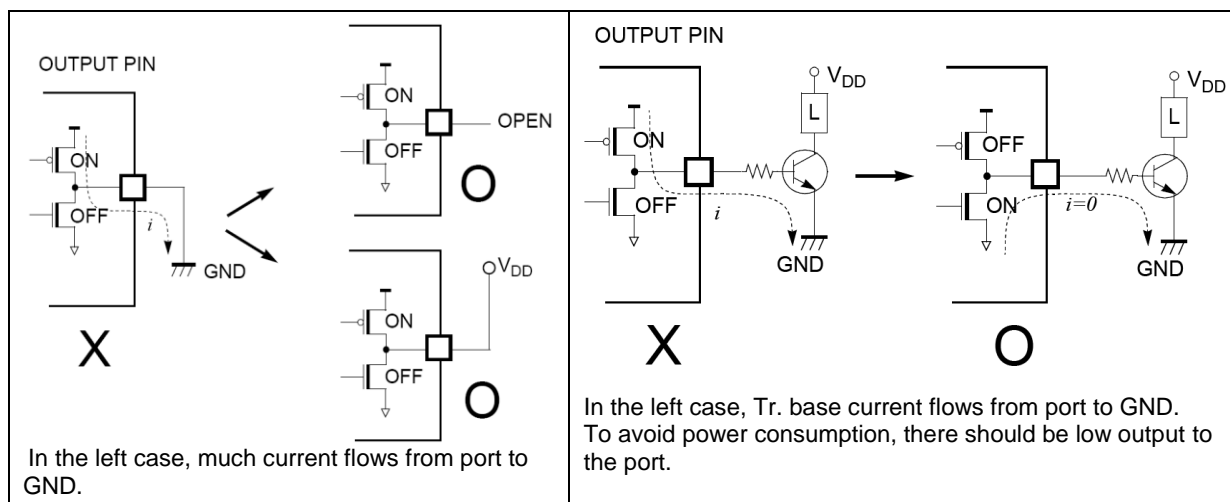 OUTPUT PIN
ON
OFF
i
GND
X
ON
OFF
OPEN
O
VDD
ON
OFF
O
In the left case, much current flows from port to
GND.
OUTPUT PIN
VDD
L
ON
OFF
i
GND
X
VDD
L
OFF
ON
i=0
GND
O
In the left case, Tr. base current flows from port to GND.
To avoid power consumption, there should be low output to
the port.